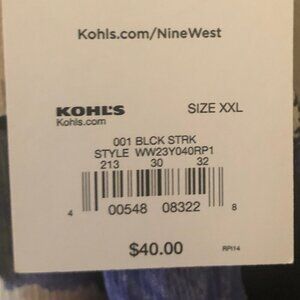 Kohls.com/NineWest
KOHL'S SIZE XXL
Kohls.com
001 BLCK STRK
STYLE WW23Y040RP1
213 30 32
4 00548 08322 8
$40.00 RPI14